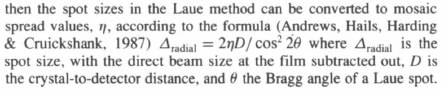 then the spot sizes in the Laue method can be converted to mosaic
spread values, η, according to the formula (Andrews, Hails, Harding
& Cruickshank, 1987) Δradial = 2ηD/ cos² 2θ where Δradial is the
spot size, with the direct beam size at the film subtracted out, D is
the crystal-to-detector distance, and θ the Bragg angle of a Laue spot.